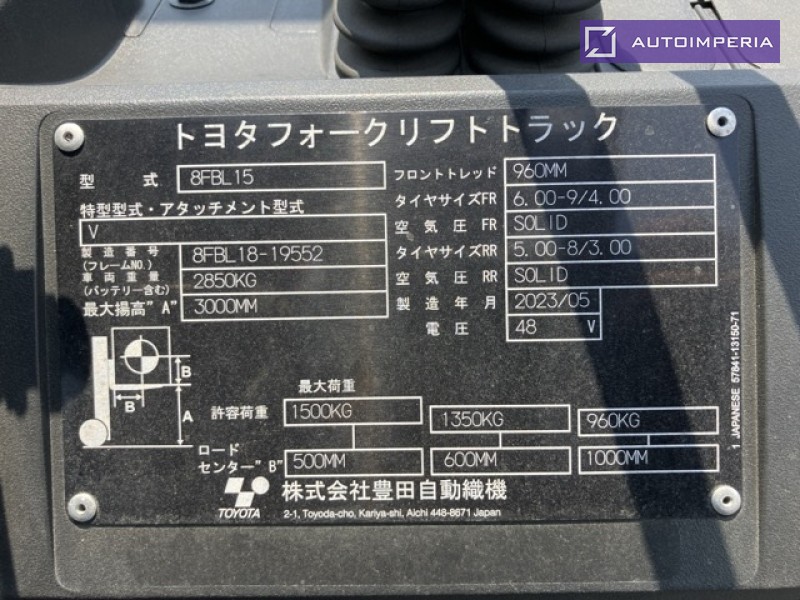 AUTOIMPERIA
トヨタフォークリフトトラック
型 式 8FBL15
特型型式・アタッチメント型式
V
製造番号 (フレームNO.) 8FBL18-19552
車両重量 (バッテリー含む) 2850KG
最大揚高"A" 3000MM
フロントトレッド 960MM
タイヤサイズFR 6.00-9/4.00
空気圧 FR SOLID
タイヤサイズRR 5.00-8/3.00
空気圧 RR SOLID
製造年月 2023/05
電圧 48 V
B
B
A
最大荷重
許容荷重 1500KG 1350KG 960KG
ロードセンター"B" 500MM 600MM 1000MM
TOYOTA
株式会社豊田自動織機
2-1, Toyoda-cho, Kariya-shi, Aichi 448-8671 Japan
1 JAPANESE 57841-13150-71